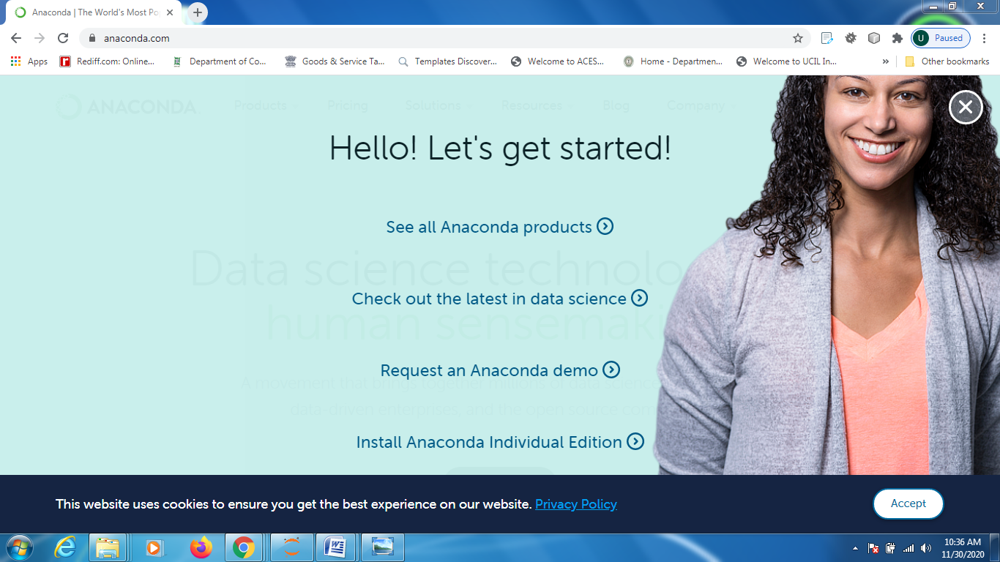 Anaconda | The World's Most Po
anaconda.com
U Paused
Apps Rediff.com: Online... Department of Co... Goods & Service Ta... Templates Discover... Welcome to ACES... Home - Departmen... Welcome to UCIL In... » Other bookmarks
ANACONDA. Products Pricing Solutions Resources Blog Company
Hello! Let's get started!
See all Anaconda products
Data science technolo
Check out the latest in data science
human sensemaki
Request an Anaconda demo
A movement that brings together millions of data science
data-driven enterprises, and the open source com
Install Anaconda Individual Edition
This website uses cookies to ensure you get the best experience on our website. Privacy Policy
Accept
10:36 AM
11/30/2020